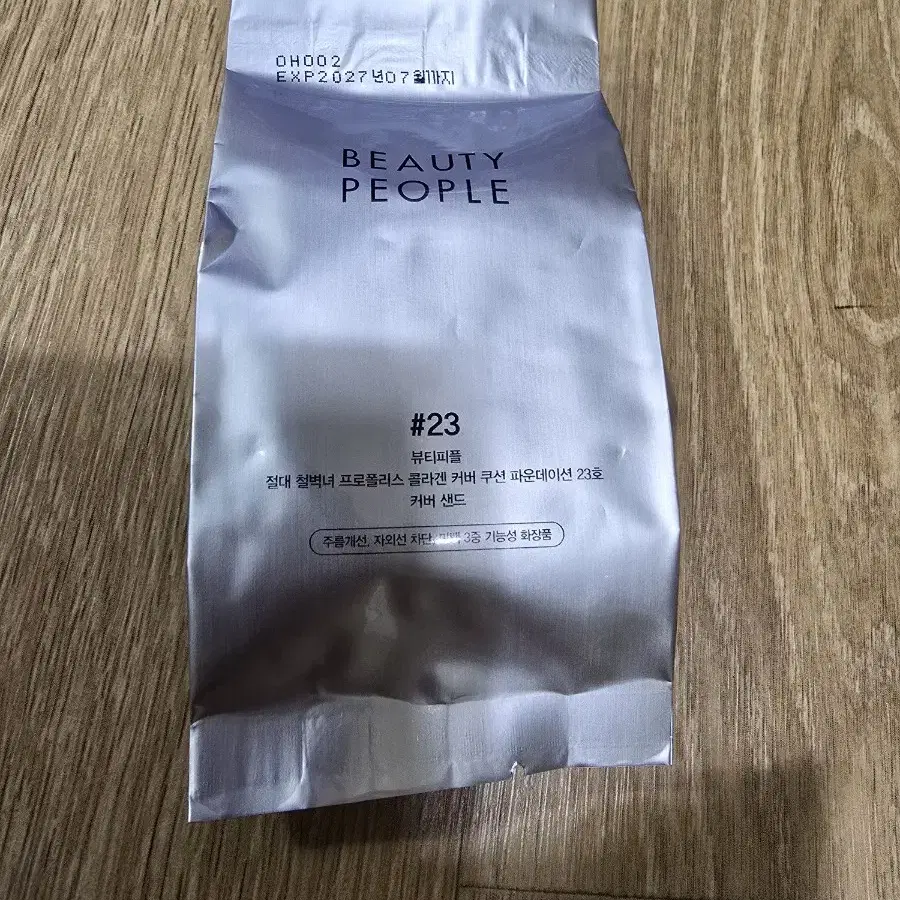 OH002
EXP2027년07월까지
BEAUTY
PEOPLE
#23
뷰티피플
절대 철벽녀 프로폴리스 콜라겐 커버 쿠션 파운데이션 23호
커버 샌드
주름개선, 자외선 차단, 미백 3중 기능성 화장품